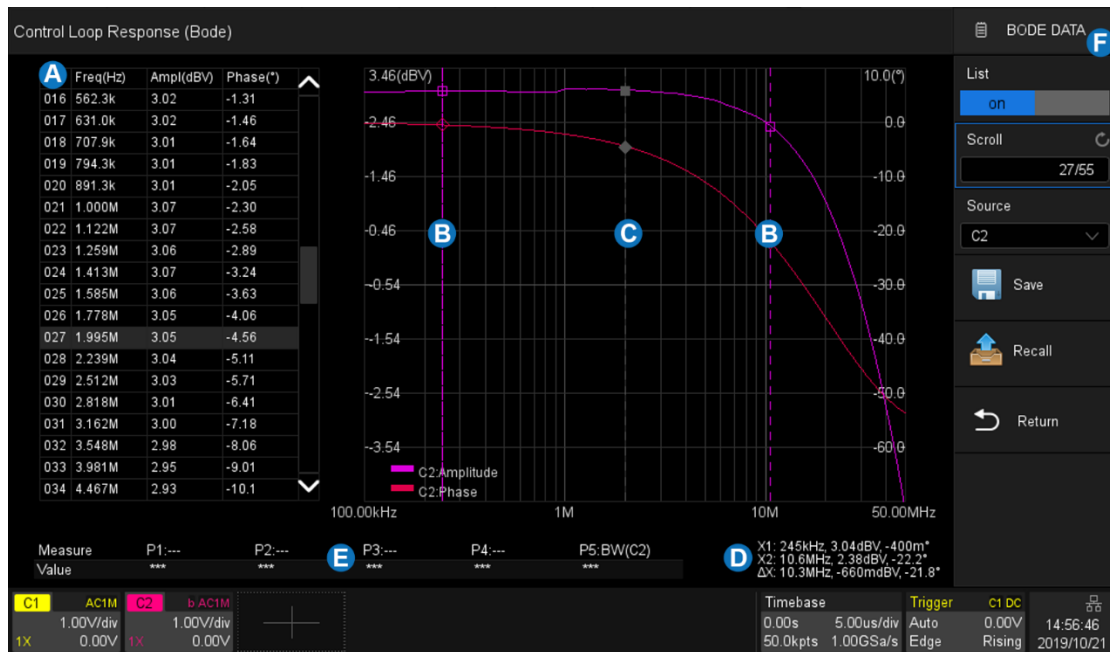 Control Loop Response (Bode)
BODE DATA
F
A
Freq(Hz) Ampl(dBV) Phase(°)
016 562.3k 3.02 -1.31
017 631.0k 3.02 -1.46
018 707.9k 3.01 -1.64
019 794.3k 3.01 -1.83
020 891.3k 3.01 -2.05
021 1.000M 3.07 -2.30
022 1.122M 3.07 -2.58
023 1.259M 3.06 -2.89
024 1.413M 3.07 -3.24
025 1.585M 3.06 -3.63
026 1.778M 3.05 -4.06
027 1.995M 3.05 -4.56
028 2.239M 3.04 -5.11
029 2.512M 3.03 -5.71
030 2.818M 3.01 -6.41
031 3.162M 3.00 -7.18
032 3.548M 2.98 -8.06
033 3.981M 2.95 -9.01
034 4.467M 2.93 -10.1
3.46(dBV) 10.0(°)
-2.46 0.0
-1.46 -10.0
-0.46 -20.0
-0.54 -30.0
-1.54 -40.0
-2.54 -50.0
-3.54 -60.0
B C B
C2:Amplitude
C2:Phase
100.00kHz 1M 10M 50.00MHz
List
on
Scroll
27/55
Source
C2
Save
Recall
Return
Measure P1:--- P2:--- P3:--- P4:--- P5:BW(C2)
Value *** *** *** *** ***
E
D
X1: 245kHz, 3.04dBV, -400m°
X2: 10.6MHz, 2.38dBV, -22.2°
ΔX: 10.3MHz, -660mdBV, -21.8°
C1 AC1M
1.00V/div
1X 0.00V
C2 b AC1M
1.00V/div
1X 0.00V
Timebase
0.00s 5.00us/div
50.0kpts 1.00GSa/s
Trigger C1 DC
Auto 0.00V
Edge Rising
14:56:46
2019/10/21